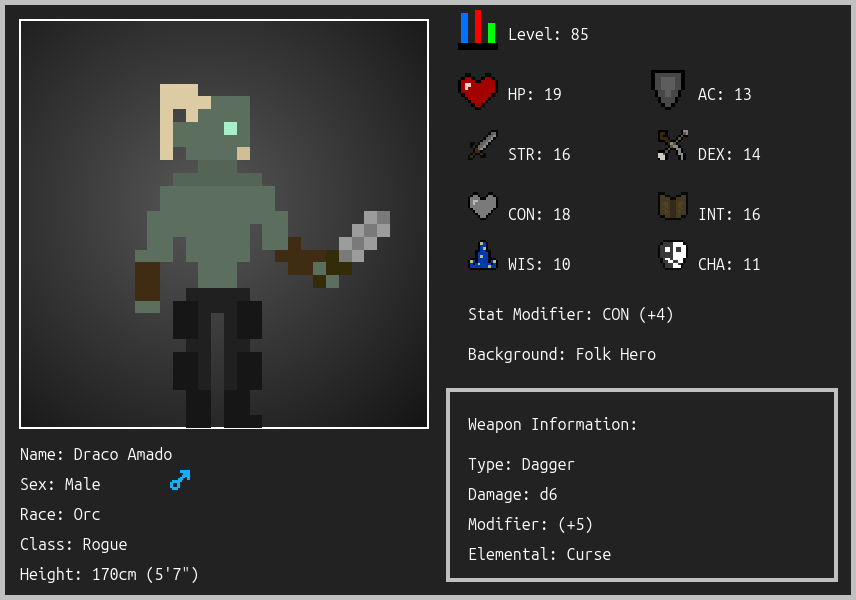 Level: 85
HP: 19
AC: 13
STR: 16
DEX: 14
CON: 18
INT: 16
WIS: 10
CHA: 11
Stat Modifier: CON (+4)
Background: Folk Hero
Name: Draco Amado
Sex: Male
Race: Orc
Class: Rogue
Height: 170cm (5'7")
Weapon Information:
Type: Dagger
Damage: d6
Modifier: (+5)
Elemental: Curse